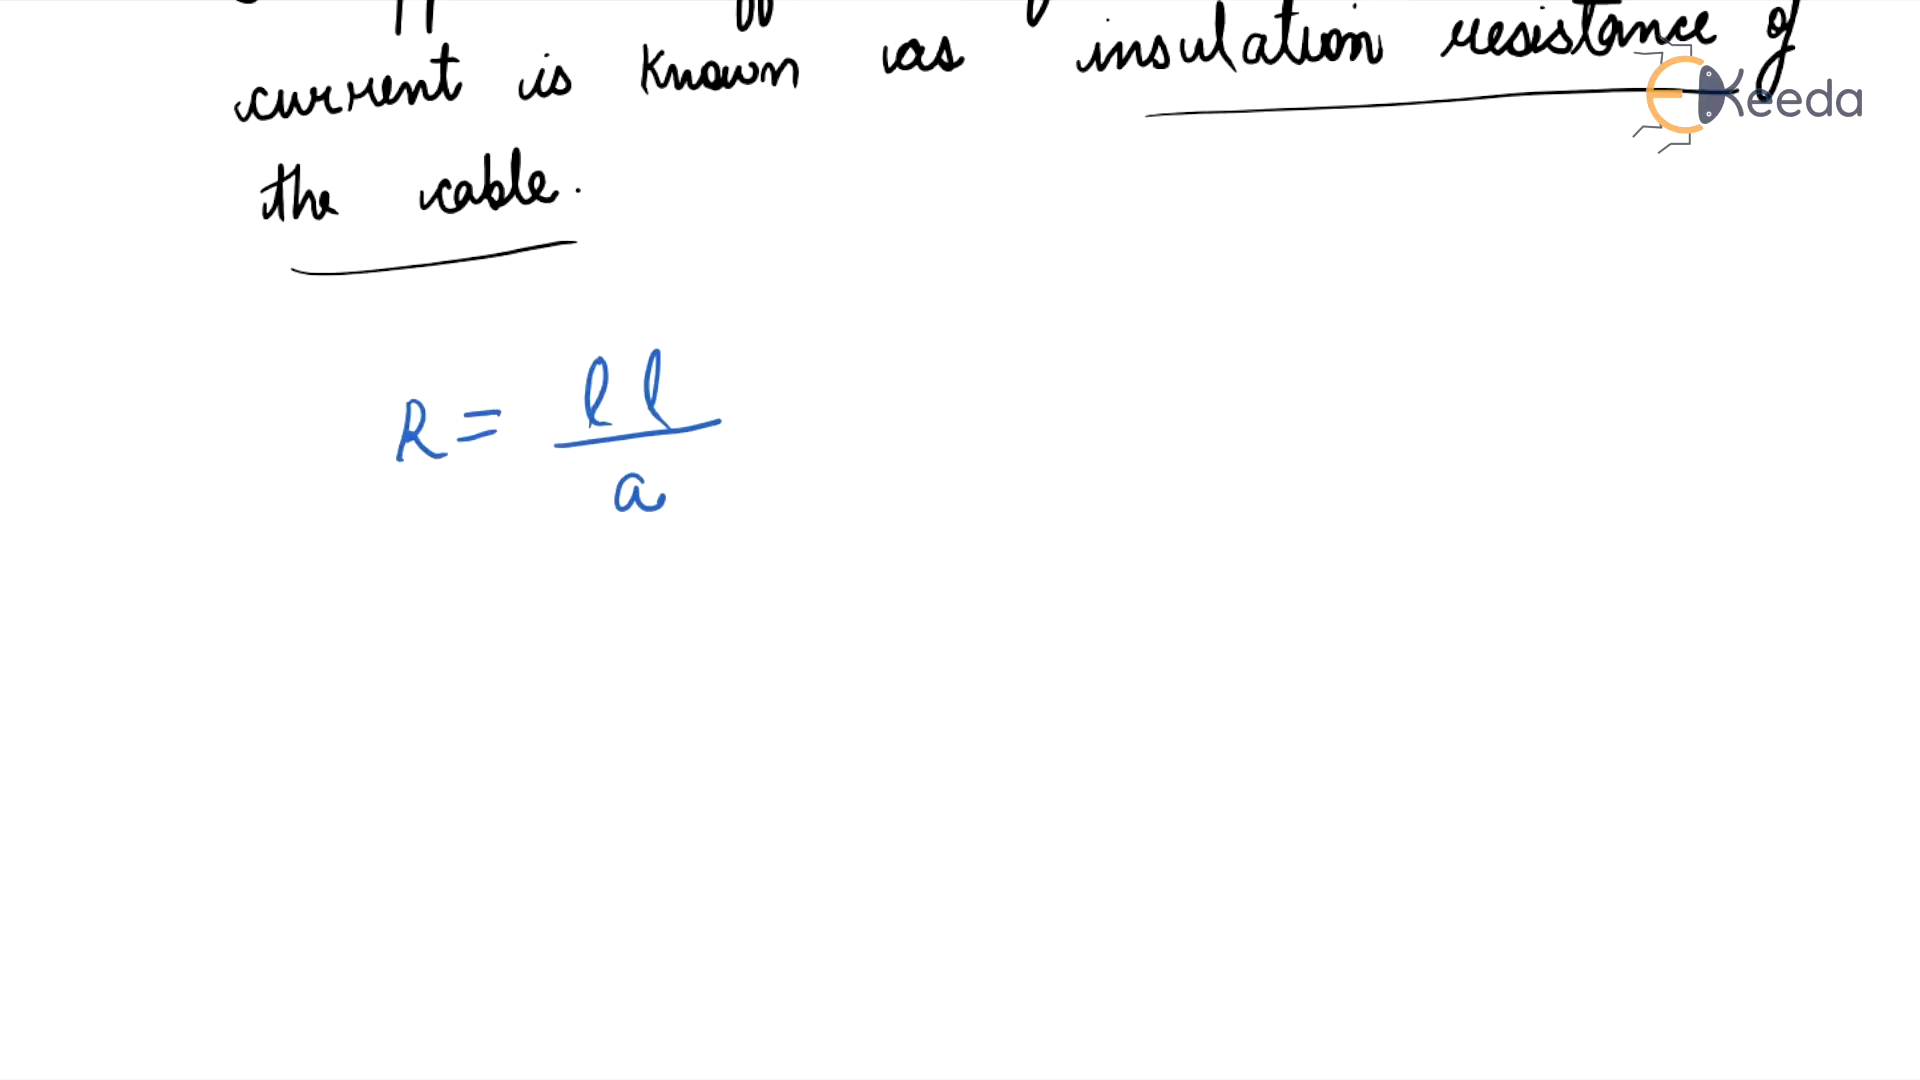 current is known as insulation resistance of
the cable.
R = ρl
a
Ekeeda